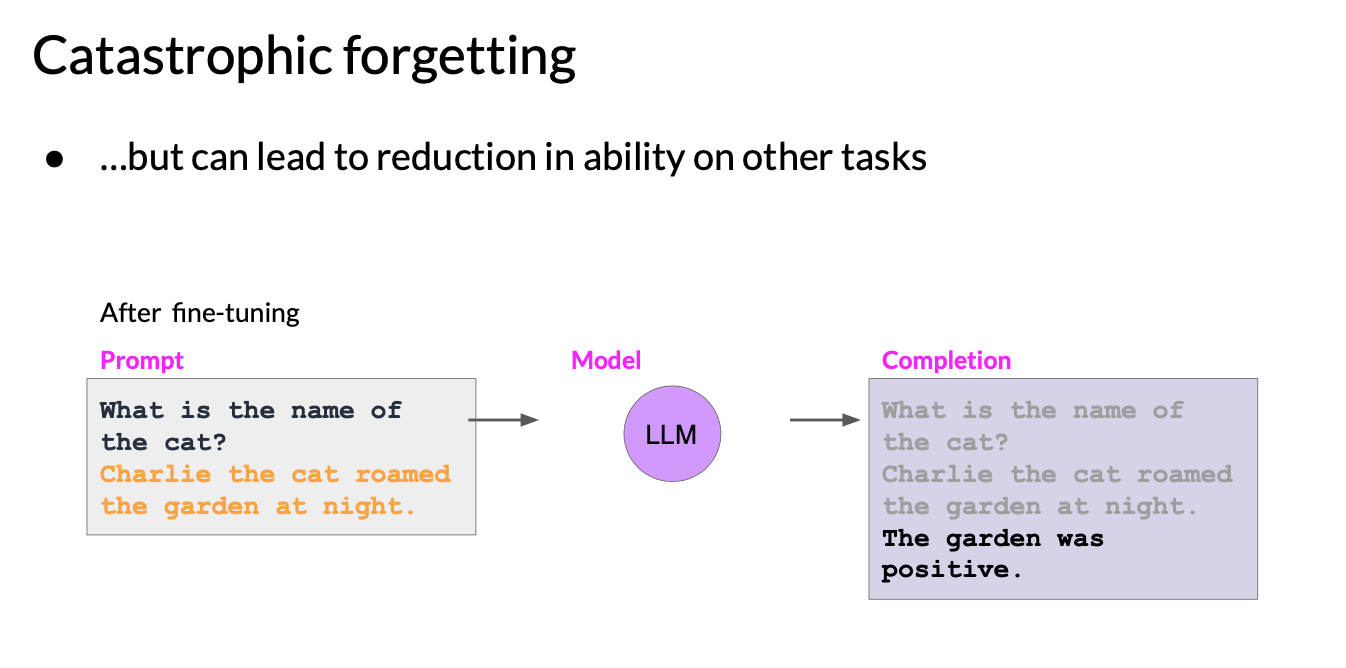 Catastrophic forgetting
● …but can lead to reduction in ability on other tasks
After fine-tuning
Prompt
What is the name of
the cat?
Charlie the cat roamed
the garden at night.
Model
LLM
Completion
What is the name of
the cat?
Charlie the cat roamed
the garden at night.
The garden was
positive.